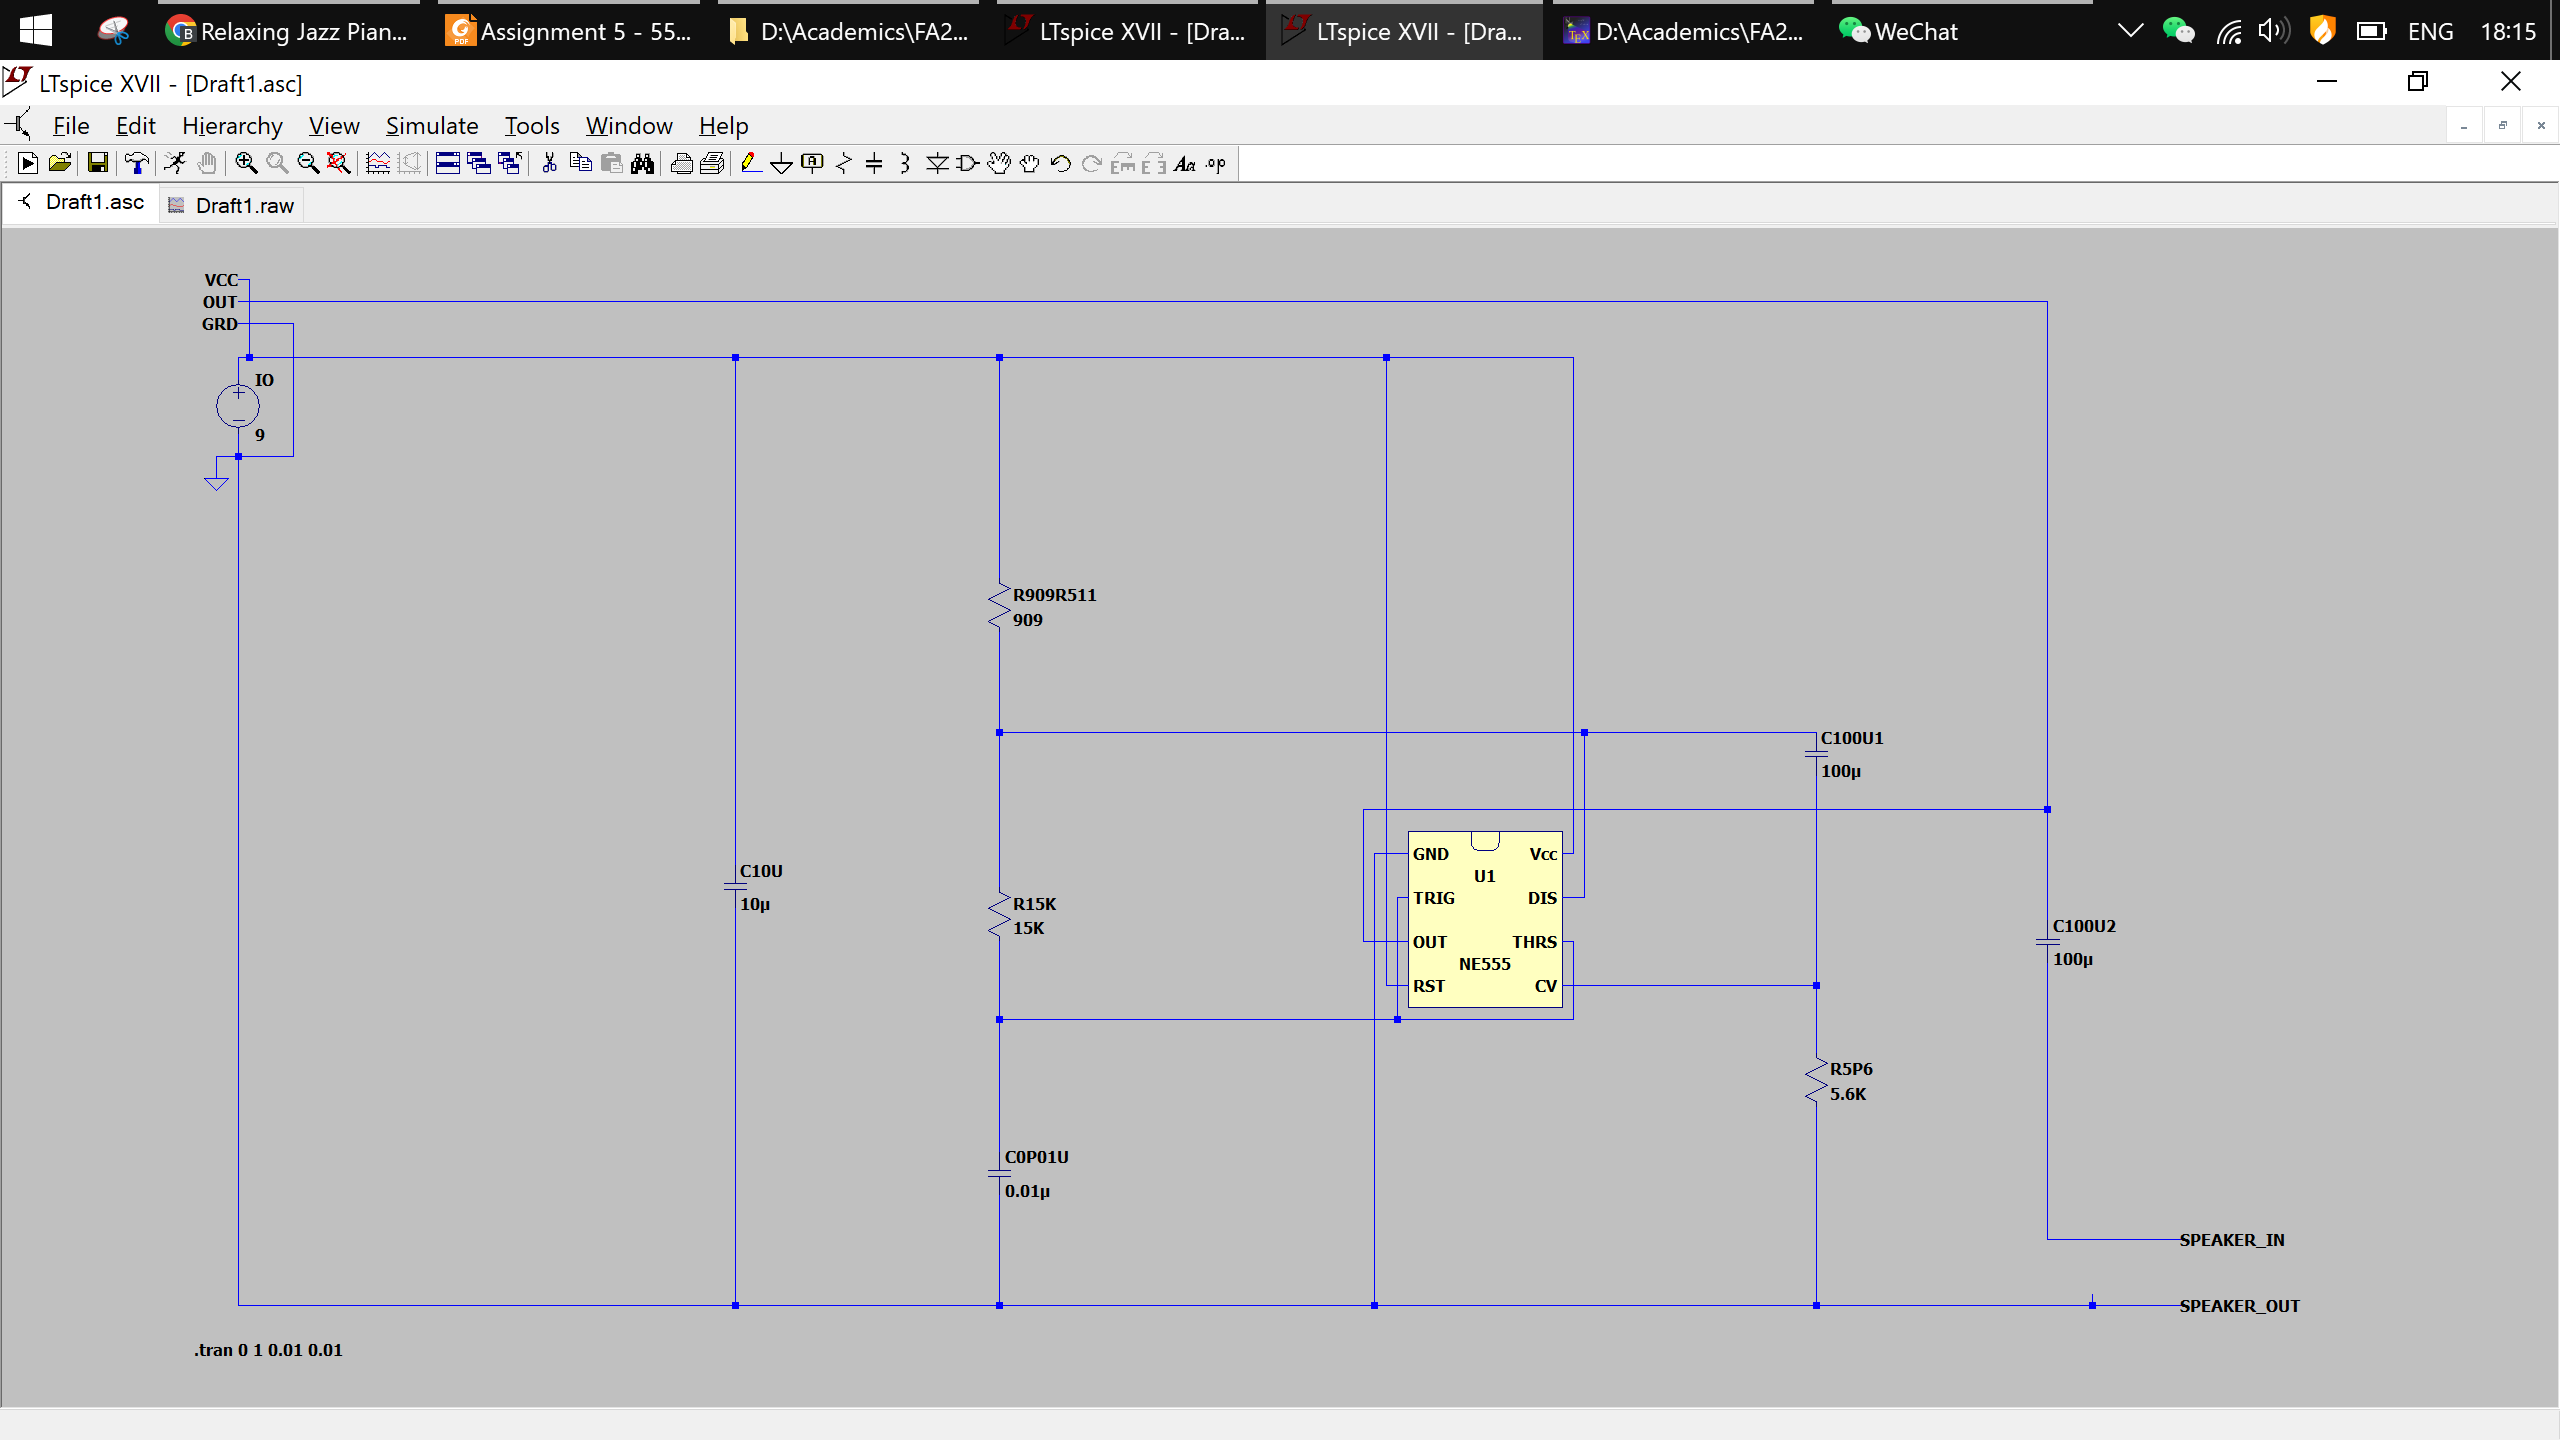 Relaxing Jazz Pian... Assignment 5 - 55... D:\Academics\FA2... LTspice XVII - [Dra... LTspice XVII - [Dra... D:\Academics\FA2... WeChat ENG 18:15
LTspice XVII - [Draft1.asc]
File Edit Hierarchy View Simulate Tools Window Help
Draft1.asc Draft1.raw
VCC
OUT
GRD
IO
9
R909R511
909
C100U1
100µ
C10U
10µ
R15K
15K
GND Vcc
U1
TRIG DIS
OUT THRS
NE555
RST CV
C100U2
100µ
R5P6
5.6K
C0P01U
0.01µ
SPEAKER_IN
SPEAKER_OUT
.tran 0 1 0.01 0.01